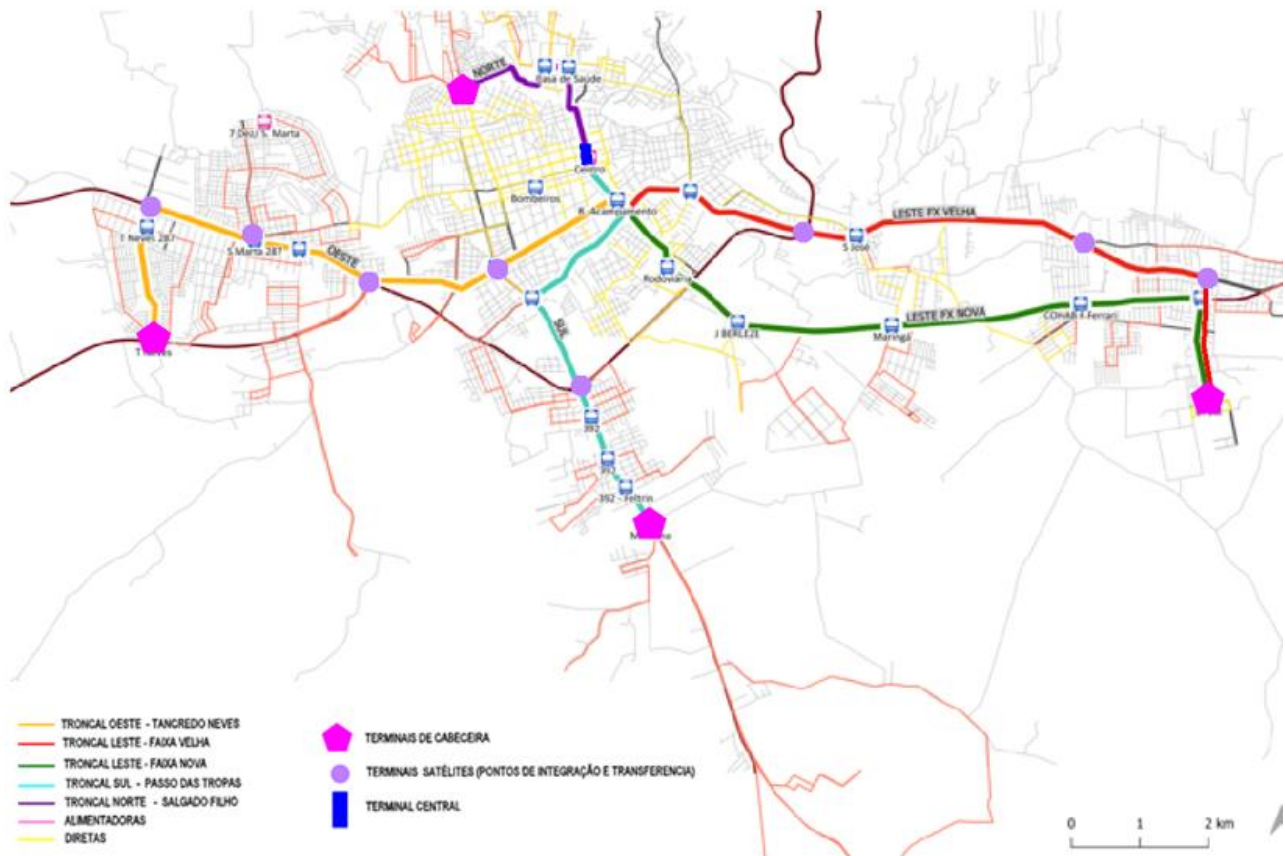 NORTE
Basa de Saúde
7 Dez/ S. Marta
Centro
Bombeiros
R. Acampamento
LESTE FX VELHA
T Neves 287
S Marta 287
OESTE
S José
Rodoviária
SUL
LESTE FX NOVA
COHAB F Ferrari
J BERLEZE
Maringá
392
392
392 - Feltrin
TRONCAL OESTE - TANCREDO NEVES
TRONCAL LESTE - FAIXA VELHA
TRONCAL LESTE - FAIXA NOVA
TRONCAL SUL - PASSO DAS TROPAS
TRONCAL NORTE - SALGADO FILHO
ALIMENTADORAS
DIRETAS
TERMINAIS DE CABECEIRA
TERMINAIS SATÉLITES (PONTOS DE INTEGRAÇÃO E TRANSFERENCIA)
TERMINAL CENTRAL
0 1 2 km